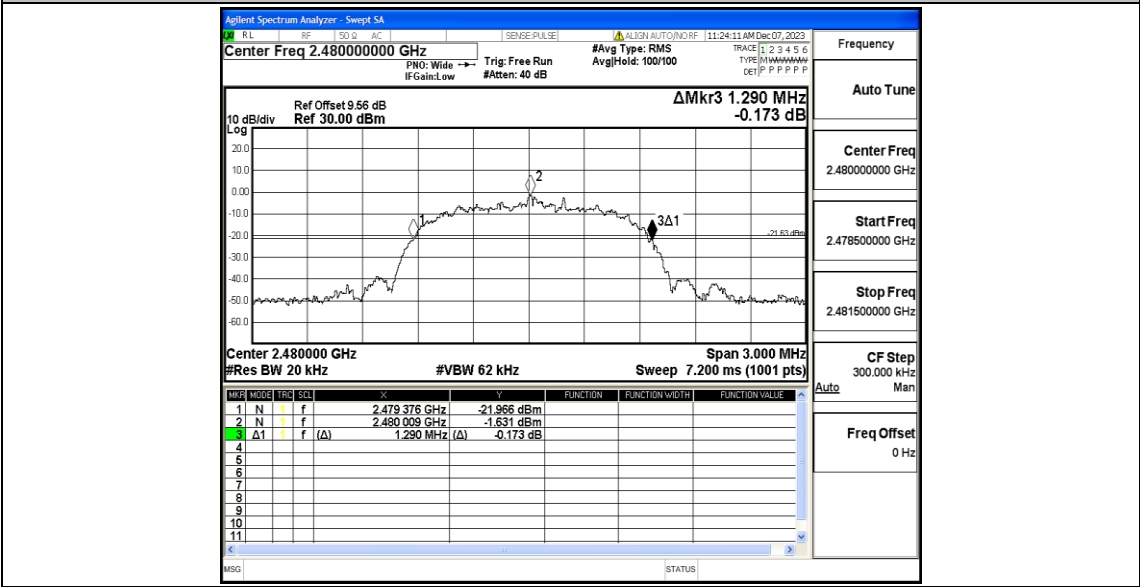 Agilent Spectrum Analyzer - Swept SA
RL RF 50 Ω AC SENSE:PULSE ALIGN AUTO/NO RF 11:24:11 AM Dec 07, 2023
Center Freq 2.480000000 GHz
PNO: Wide
IFGain:Low
Trig: Free Run
#Atten: 40 dB
#Avg Type: RMS
Avg|Hold: 100/100
TRACE 1 2 3 4 5 6
TYPE M
DET P P P P P P
ΔMkr3 1.290 MHz
-0.173 dB
Ref Offset 9.56 dB
10 dB/div Ref 30.00 dBm
Log
20.0
10.0
0.00
-10.0
-20.0
-30.0
-40.0
-50.0
-60.0
1
2
3Δ1
-21.63 dBm
Center 2.480000 GHz Span 3.000 MHz
#Res BW 20 kHz #VBW 62 kHz Sweep 7.200 ms (1001 pts)
MKR MODE TRC SCL X Y FUNCTION FUNCTION WIDTH FUNCTION VALUE
1 N 1 f 2.479 376 GHz -21.966 dBm
2 N 1 f 2.480 009 GHz -1.631 dBm
3 Δ1 1 f (Δ) 1.290 MHz (Δ) -0.173 dB
4
5
6
7
8
9
10
11
MSG STATUS
Frequency
Auto Tune
Center Freq
2.480000000 GHz
Start Freq
2.478500000 GHz
Stop Freq
2.481500000 GHz
CF Step
300.000 kHz
Auto Man
Freq Offset
0 Hz